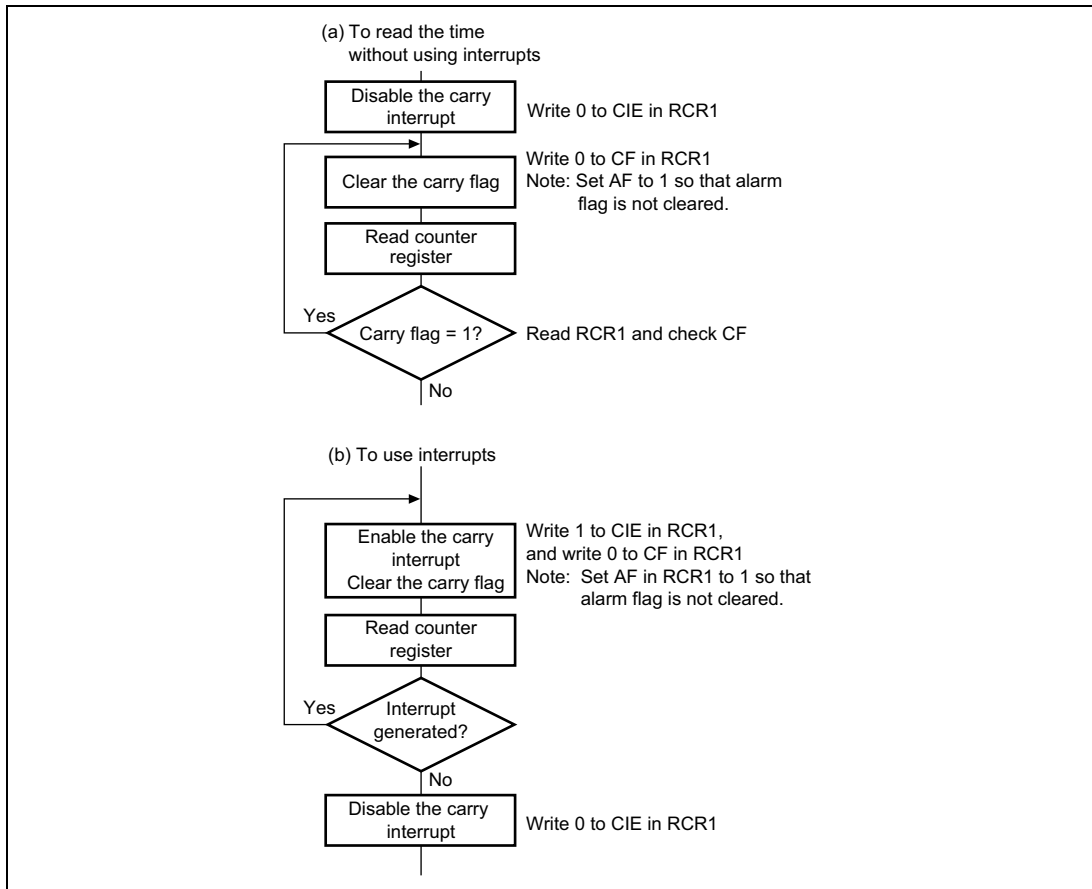 (a) To read the time
without using interrupts
Disable the carry
interrupt
Write 0 to CIE in RCR1
Clear the carry flag
Write 0 to CF in RCR1
Note: Set AF to 1 so that alarm
flag is not cleared.
Read counter
register
Yes
Carry flag = 1?
Read RCR1 and check CF
No
(b) To use interrupts
Enable the carry
interrupt
Clear the carry flag
Write 1 to CIE in RCR1,
and write 0 to CF in RCR1
Note: Set AF in RCR1 to 1 so that
alarm flag is not cleared.
Read counter
register
Yes
Interrupt
generated?
No
Disable the carry
interrupt
Write 0 to CIE in RCR1